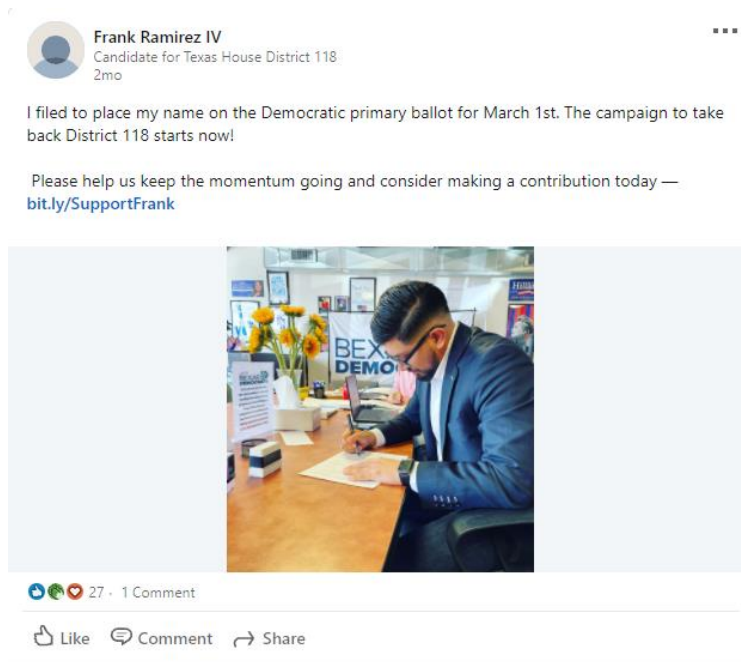 Frank Ramirez IV
Candidate for Texas House District 118
2mo
I filed to place my name on the Democratic primary ballot for March 1st. The campaign to take
back District 118 starts now!
Please help us keep the momentum going and consider making a contribution today —
bit.ly/SupportFrank
BEX
DEMO
27 · 1 Comment
Like Comment Share